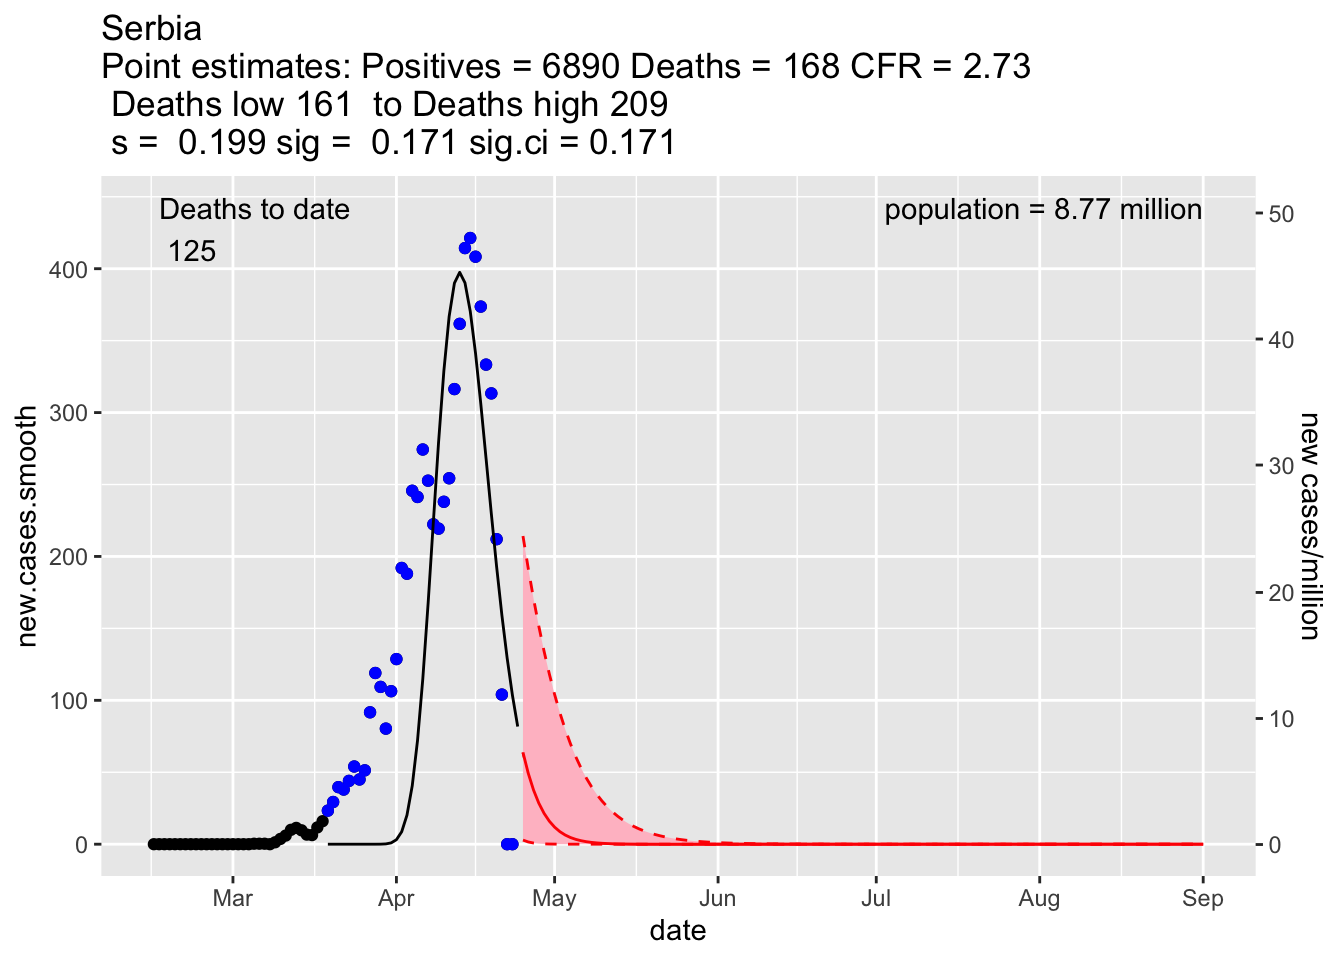 Serbia
Point estimates: Positives = 6890 Deaths = 168 CFR = 2.73
Deaths low 161  to Deaths high 209
s =  0.199 sig =  0.171 sig.ci = 0.171
Deaths to date
125
population = 8.77 million
400
300
200
100
0
new.cases.smooth
50
40
30
20
10
0
new cases/million
Mar Apr May Jun Jul Aug Sep
date